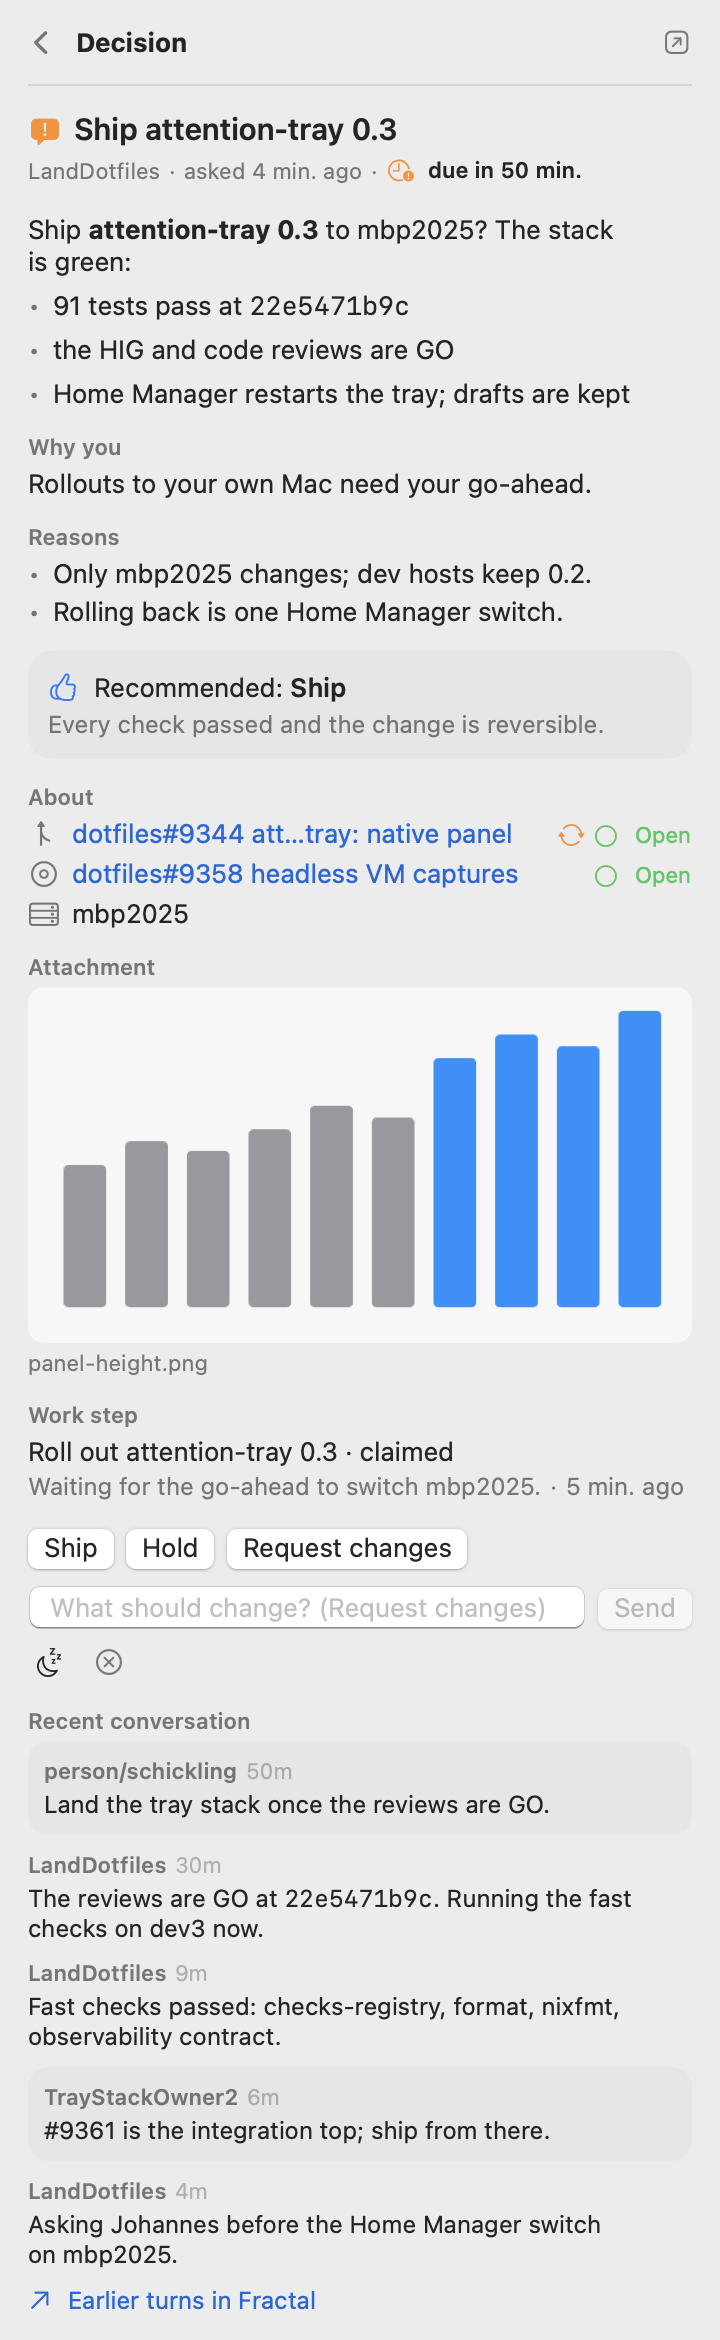 Decision
Ship attention-tray 0.3
LandDotfiles · asked 4 min. ago · due in 50 min.
Ship attention-tray 0.3 to mbp2025? The stack
is green:
• 91 tests pass at 22e5471b9c
• the HIG and code reviews are GO
• Home Manager restarts the tray; drafts are kept
Why you
Rollouts to your own Mac need your go-ahead.
Reasons
• Only mbp2025 changes; dev hosts keep 0.2.
• Rolling back is one Home Manager switch.
Recommended: Ship
Every check passed and the change is reversible.
About
dotfiles#9344 att...tray: native panel Open
dotfiles#9358 headless VM captures Open
mbp2025
Attachment
panel-height.png
Work step
Roll out attention-tray 0.3 · claimed
Waiting for the go-ahead to switch mbp2025. · 5 min. ago
Ship Hold Request changes
What should change? (Request changes) Send
Recent conversation
person/schickling 50m
Land the tray stack once the reviews are GO.
LandDotfiles 30m
The reviews are GO at 22e5471b9c. Running the fast
checks on dev3 now.
LandDotfiles 9m
Fast checks passed: checks-registry, format, nixfmt,
observability contract.
TrayStackOwner2 6m
#9361 is the integration top; ship from there.
LandDotfiles 4m
Asking Johannes before the Home Manager switch
on mbp2025.
Earlier turns in Fractal